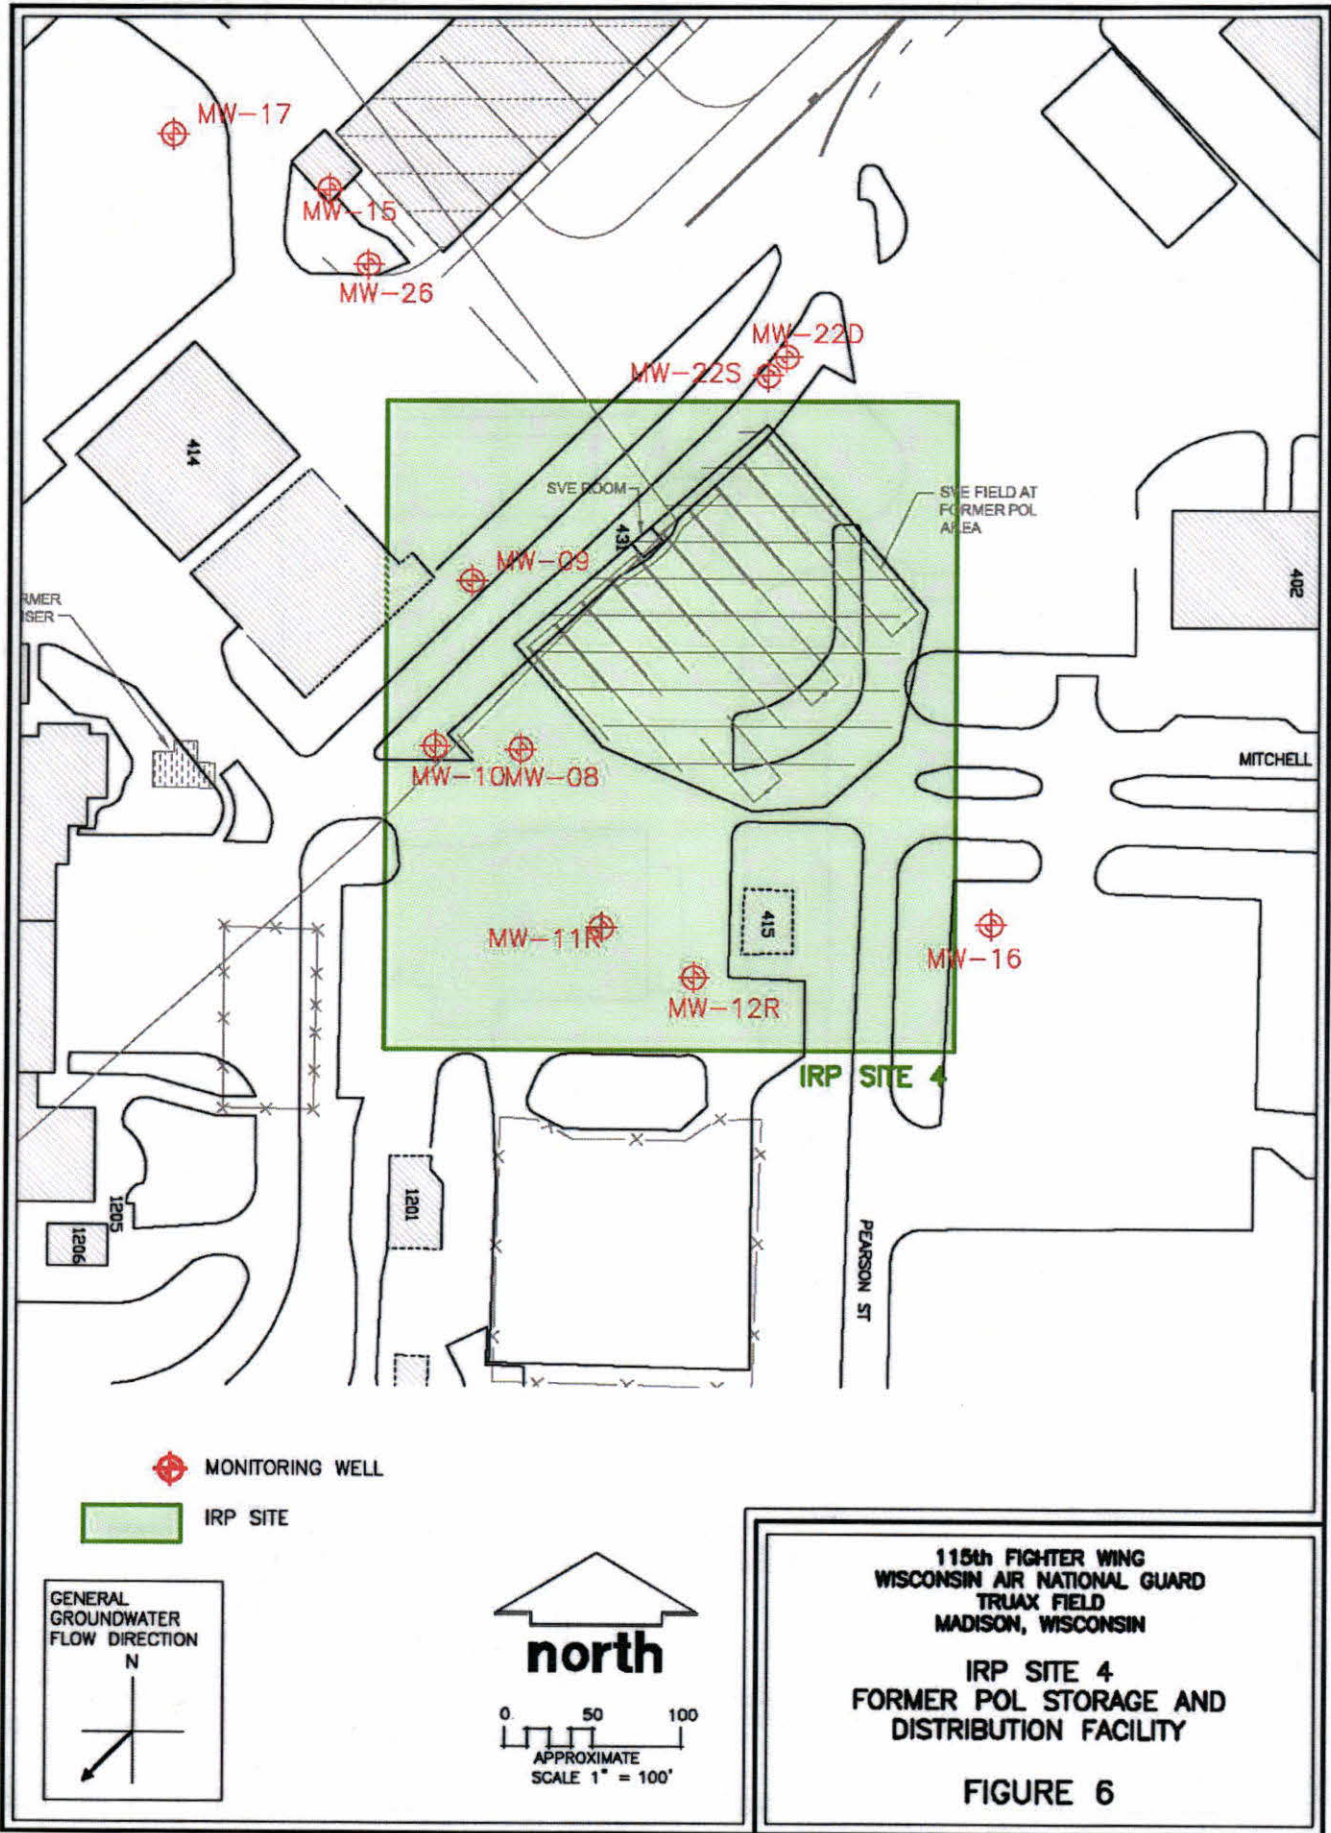 MW-17
MW-15
MW-26
MW-22D
MW-22S
414
SVE ROOM
SVE FIELD AT
FORMER POL
AREA
431
MW-09
402
MW-10
MW-08
MITCHELL
415
MW-11R
MW-16
MW-12R
IRP SITE 4
1201
1205
1206
PEARSON ST
MONITORING WELL
IRP SITE
GENERAL
GROUNDWATER
FLOW DIRECTION
N
north
0 50 100
APPROXIMATE
SCALE 1" = 100'
115th FIGHTER WING
WISCONSIN AIR NATIONAL GUARD
TRUAX FIELD
MADISON, WISCONSIN
IRP SITE 4
FORMER POL STORAGE AND
DISTRIBUTION FACILITY
FIGURE 6